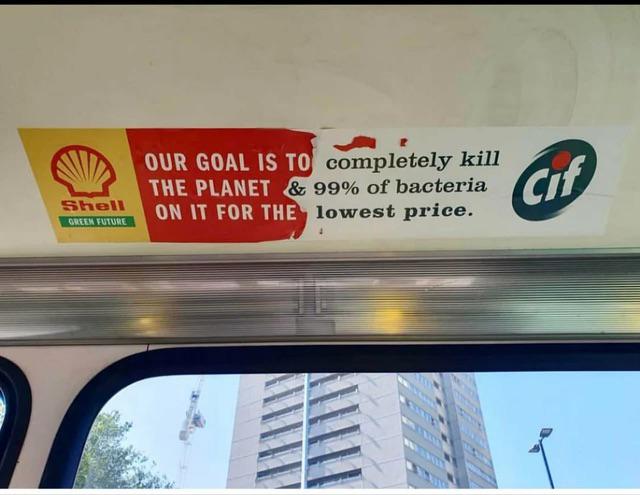 Shell
GREEN FUTURE
OUR GOAL IS TO completely kill
THE PLANET & 99% of bacteria
ON IT FOR THE lowest price.
Cif